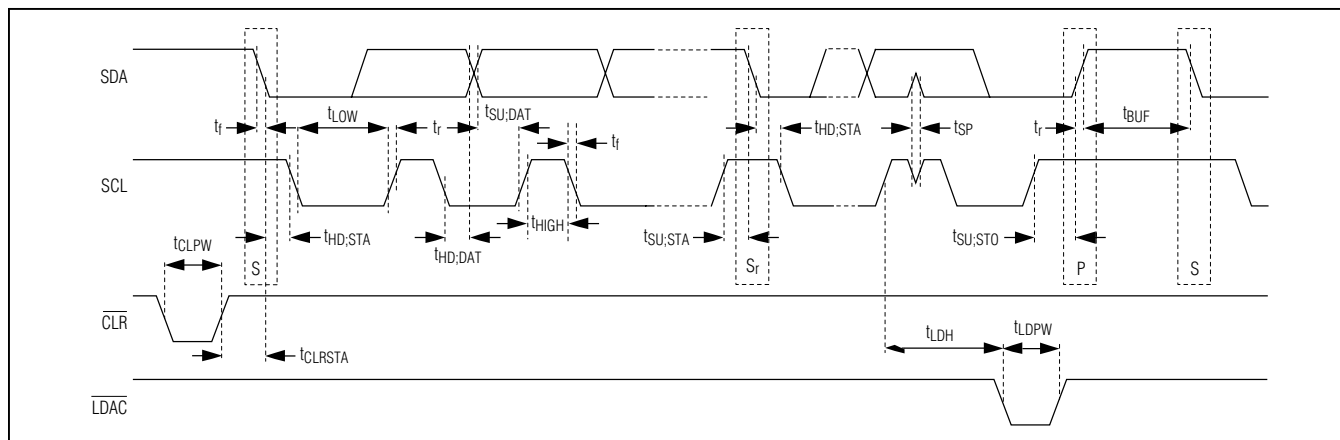 SDA
tLOW
tSU;DAT
tf
tr
tHD;STA
tSP
tr
tBUF
tf
SCL
tHD;STA
tHIGH
tSU;STA
tSU;STO
tCLPW
tHD;DAT
S
Sr
P
S
CLR
tCLRSTA
tLDH
tLDPW
LDAC